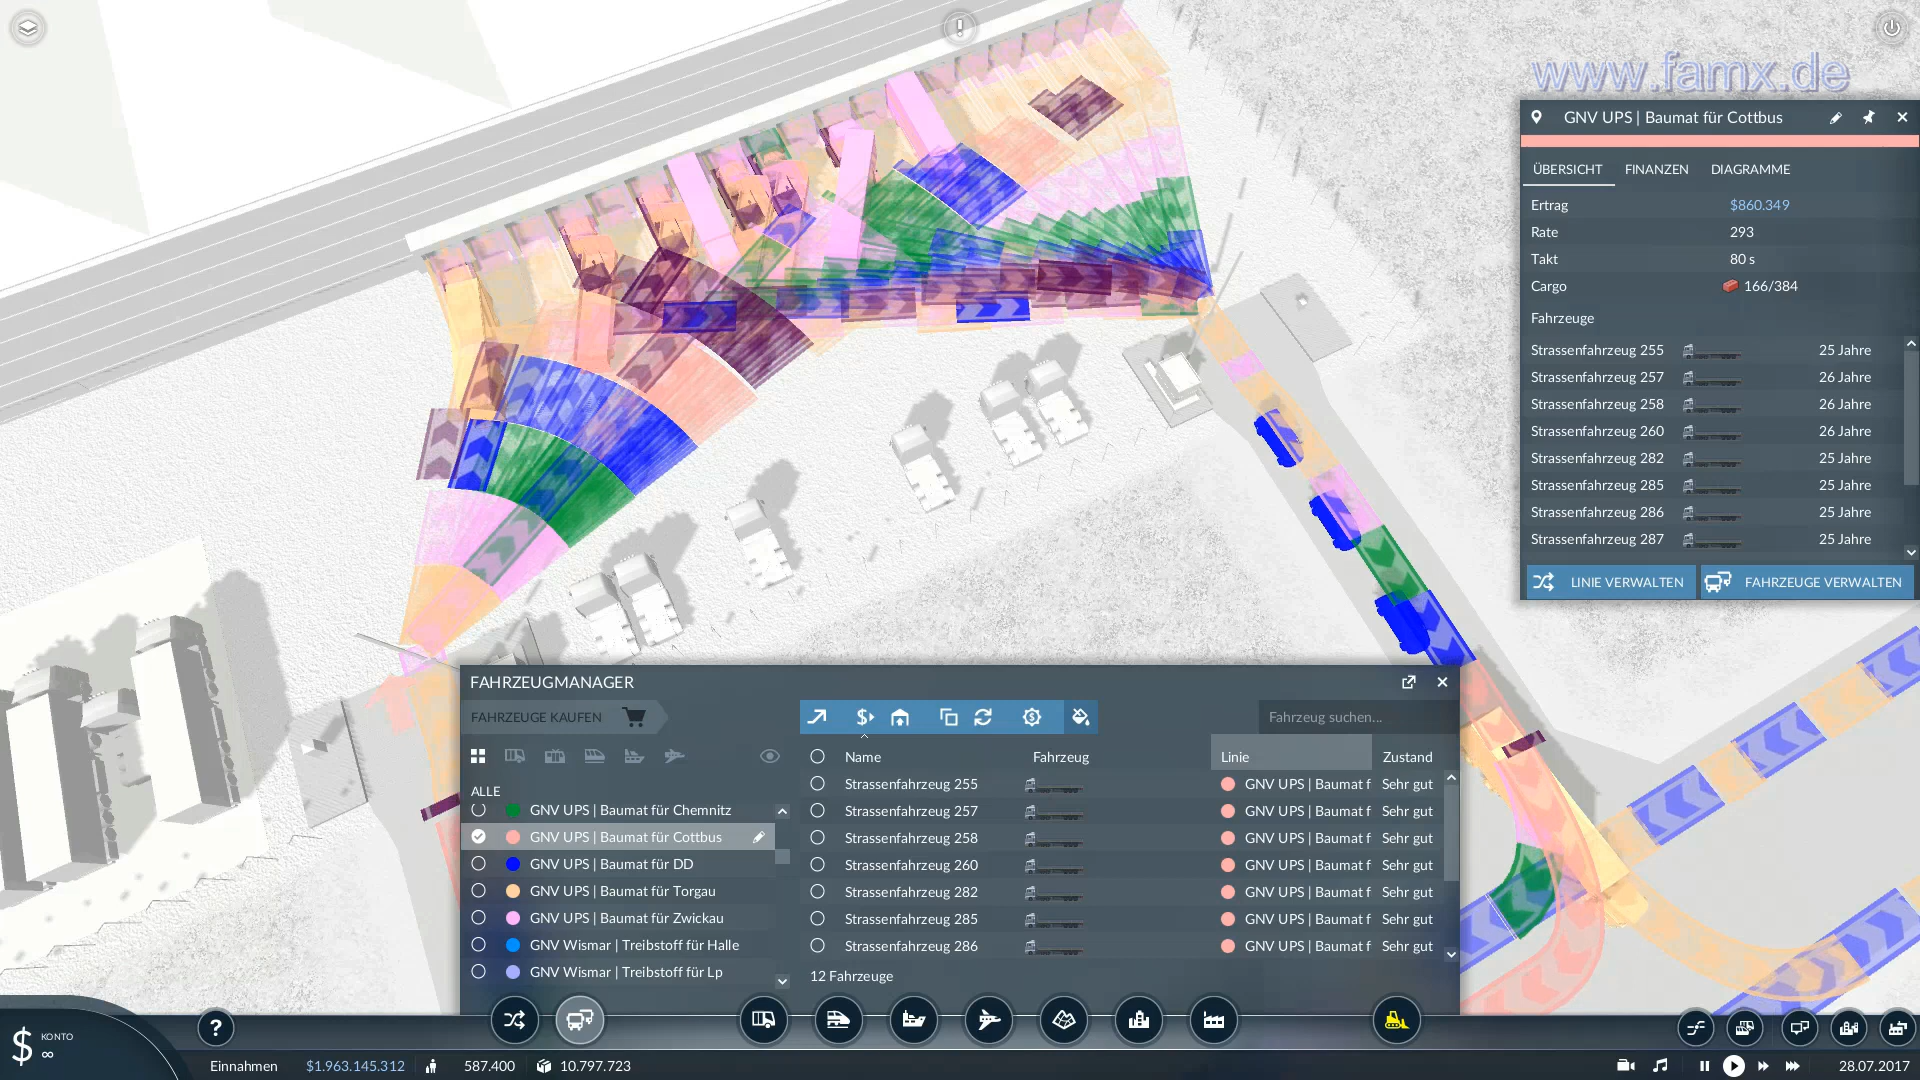 www.famx.de
GNV UPS | Baumat für Cottbus
ÜBERSICHT FINANZEN DIAGRAMME
Ertrag $860.349
Rate 293
Takt 80 s
Cargo 166/384
Fahrzeuge
Strassenfahrzeug 255 25 Jahre
Strassenfahrzeug 257 26 Jahre
Strassenfahrzeug 258 26 Jahre
Strassenfahrzeug 260 26 Jahre
Strassenfahrzeug 282 25 Jahre
Strassenfahrzeug 285 25 Jahre
Strassenfahrzeug 286 25 Jahre
Strassenfahrzeug 287 25 Jahre
LINIE VERWALTEN FAHRZEUGE VERWALTEN
FAHRZEUGMANAGER
FAHRZEUGE KAUFEN
Fahrzeug suchen...
ALLE
GNV UPS | Baumat für Chemnitz
GNV UPS | Baumat für Cottbus
GNV UPS | Baumat für DD
GNV UPS | Baumat für Torgau
GNV UPS | Baumat für Zwickau
GNV Wismar | Treibstoff für Halle
GNV Wismar | Treibstoff für Lp
Name Fahrzeug Linie Zustand
Strassenfahrzeug 255 GNV UPS | Baumat f Sehr gut
Strassenfahrzeug 257 GNV UPS | Baumat f Sehr gut
Strassenfahrzeug 258 GNV UPS | Baumat f Sehr gut
Strassenfahrzeug 260 GNV UPS | Baumat f Sehr gut
Strassenfahrzeug 282 GNV UPS | Baumat f Sehr gut
Strassenfahrzeug 285 GNV UPS | Baumat f Sehr gut
Strassenfahrzeug 286 GNV UPS | Baumat f Sehr gut
12 Fahrzeuge
$ KONTO
∞
?
Einnahmen $1.963.145.312 587.400 10.797.723
28.07.2017